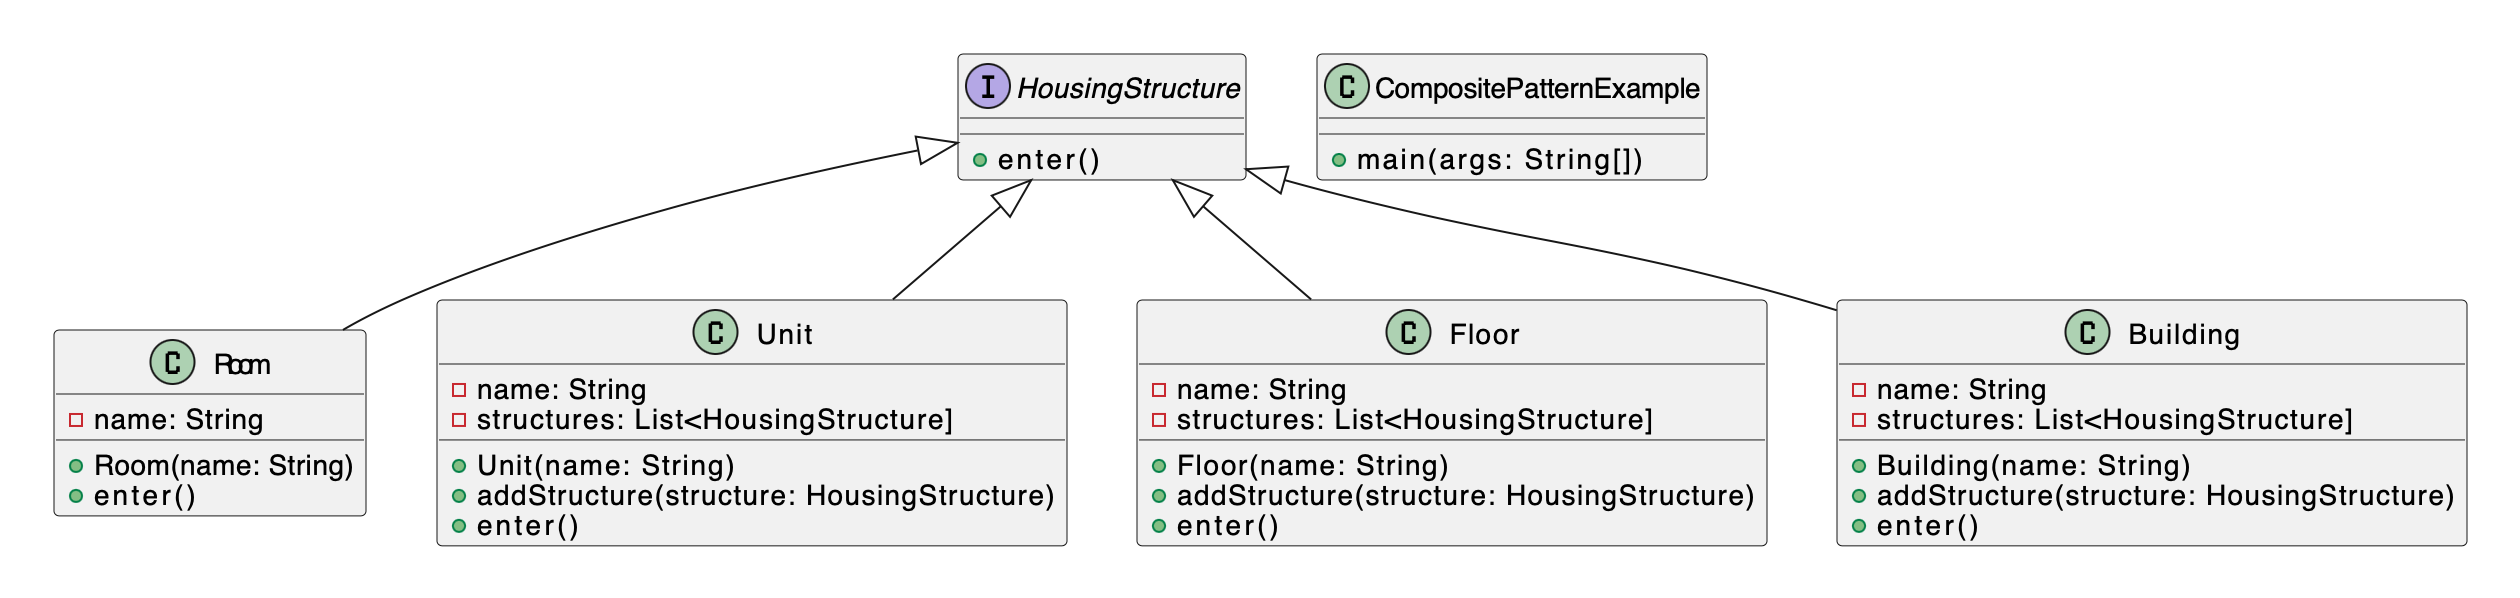 I HousingStructure
enter()
C CompositePatternExample
main(args: String[])
C Room
name: String
Room(name: String)
enter()
C Unit
name: String
structures: List<HousingStructure]
Unit(name: String)
addStructure(structure: HousingStructure)
enter()
C Floor
name: String
structures: List<HousingStructure]
Floor(name: String)
addStructure(structure: HousingStructure)
enter()
C Building
name: String
structures: List<HousingStructure]
Building(name: String)
addStructure(structure: HousingStructure)
enter()